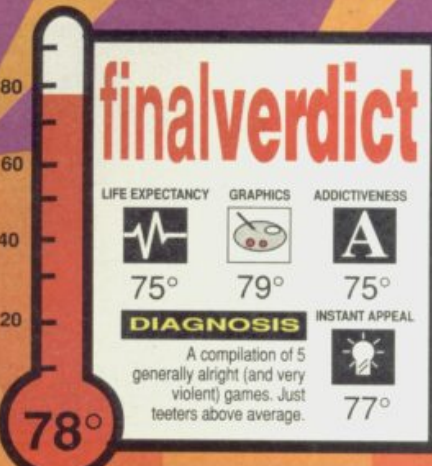 80
60
40
20
78°
finalverdict
LIFE EXPECTANCY GRAPHICS ADDICTIVENESS
A
75° 79° 75°
DIAGNOSIS
INSTANT APPEAL
A compilation of 5
generally alright (and very
violent) games. Just
teeters above average.
77°